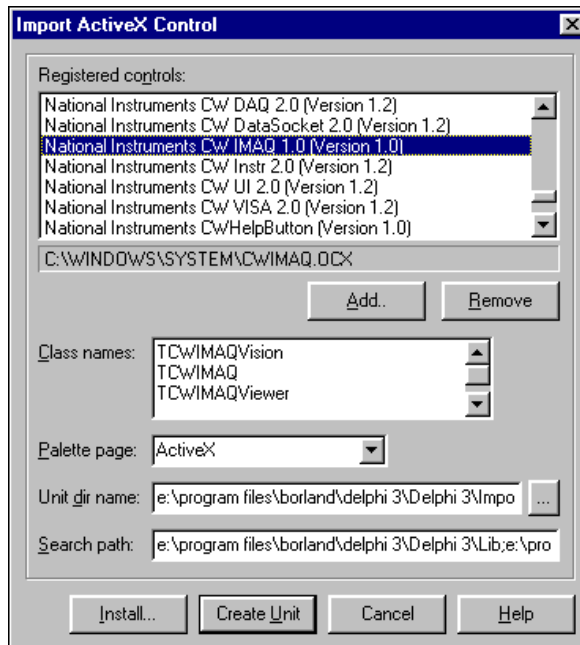 Import ActiveX Control
Registered controls:
National Instruments CW DAQ 2.0 (Version 1.2)
National Instruments CW DataSocket 2.0 (Version 1.2)
National Instruments CW IMAQ 1.0 (Version 1.0)
National Instruments CW Instr 2.0 (Version 1.2)
National Instruments CW UI 2.0 (Version 1.2)
National Instruments CW VISA 2.0 (Version 1.2)
National Instruments CWHelpButton (Version 1.0)
C:\WINDOWS\SYSTEM\CWIMAQ.OCX
Add.. Remove
Class names: TCWIMAQVision
TCWIMAQ
TCWIMAQViewer
Palette page: ActiveX
Unit dir name: e:\program files\borland\delphi 3\Delphi 3\Impo ...
Search path: e:\program files\borland\delphi 3\Delphi 3\Lib;e:\pro
Install... Create Unit Cancel Help